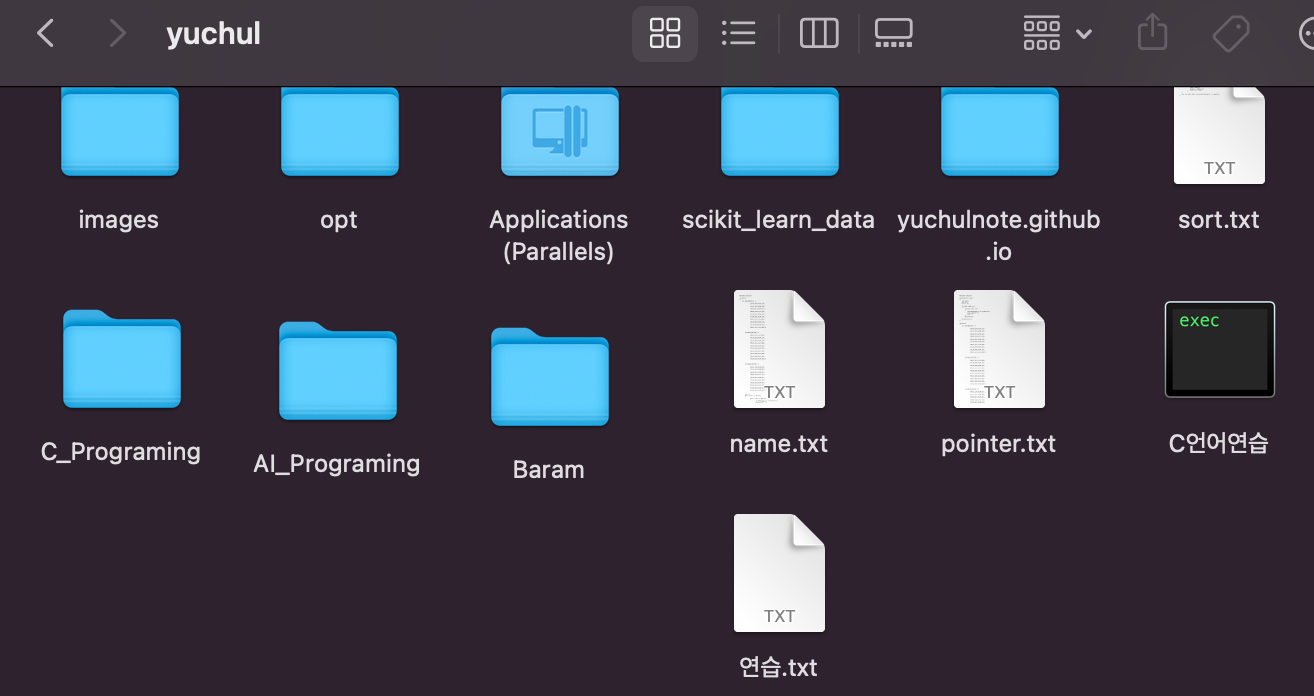 yuchul
images
opt
Applications
(Parallels)
scikit_learn_data
yuchulnote.github
.io
TXT
sort.txt
C_Programing
AI_Programing
Baram
TXT
name.txt
TXT
pointer.txt
exec
C언어연습
TXT
연습.txt